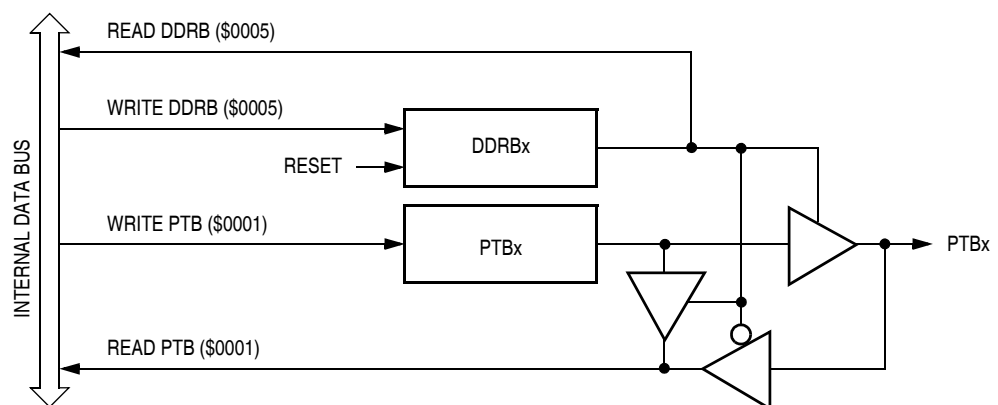 READ DDRB ($0005)
WRITE DDRB ($0005)
DDRBx
RESET
WRITE PTB ($0001)
PTBx
PTBx
READ PTB ($0001)
INTERNAL DATA BUS